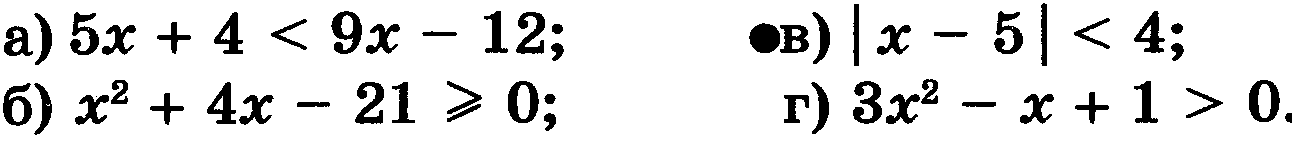 а) 5x + 4 < 9x − 12; ●в) |x − 5| < 4;
б) x² + 4x − 21 ⩾ 0; г) 3x² − x + 1 > 0.